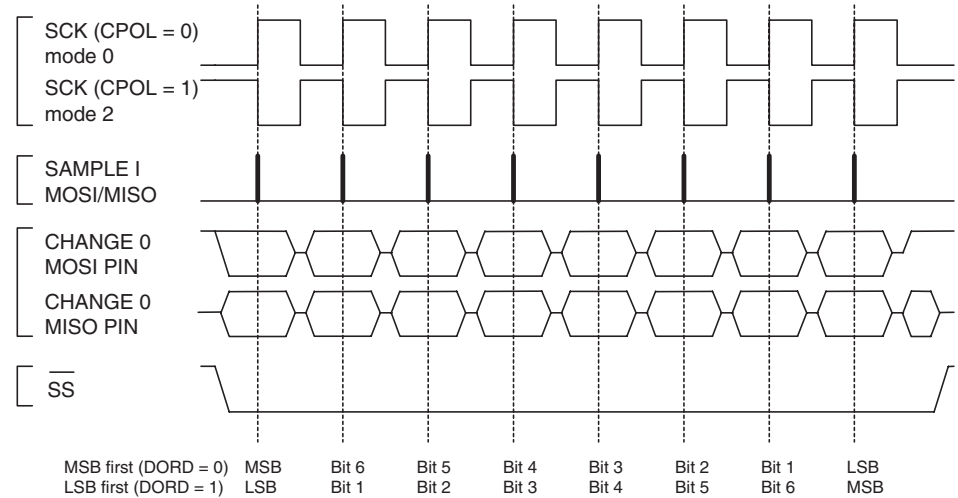 SCK (CPOL = 0)
mode 0
SCK (CPOL = 1)
mode 2
SAMPLE I
MOSI/MISO
CHANGE 0
MOSI PIN
CHANGE 0
MISO PIN
SS
MSB first (DORD = 0) MSB Bit 6 Bit 5 Bit 4 Bit 3 Bit 2 Bit 1 LSB
LSB first (DORD = 1) LSB Bit 1 Bit 2 Bit 3 Bit 4 Bit 5 Bit 6 MSB